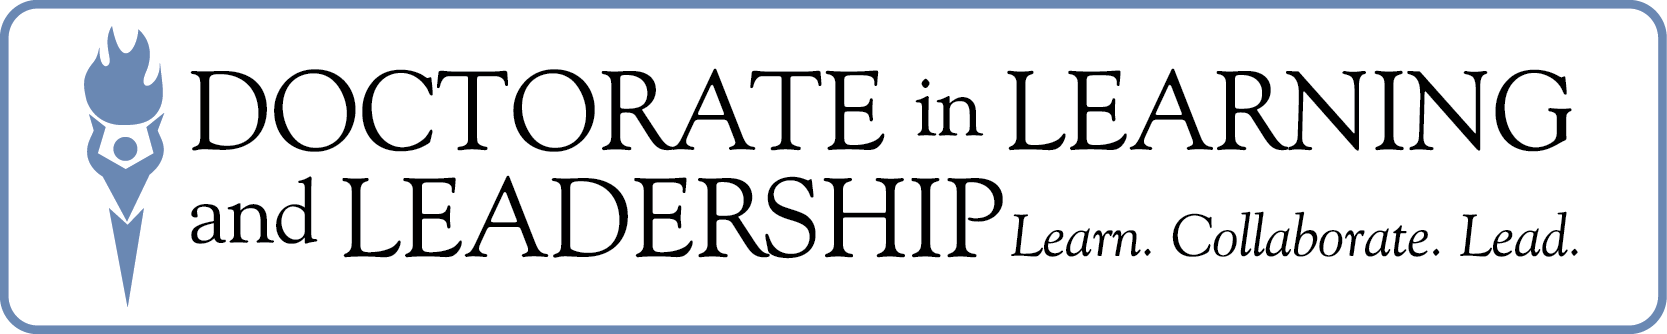 DOCTORATE in LEARNING
and LEADERSHIP Learn. Collaborate. Lead.